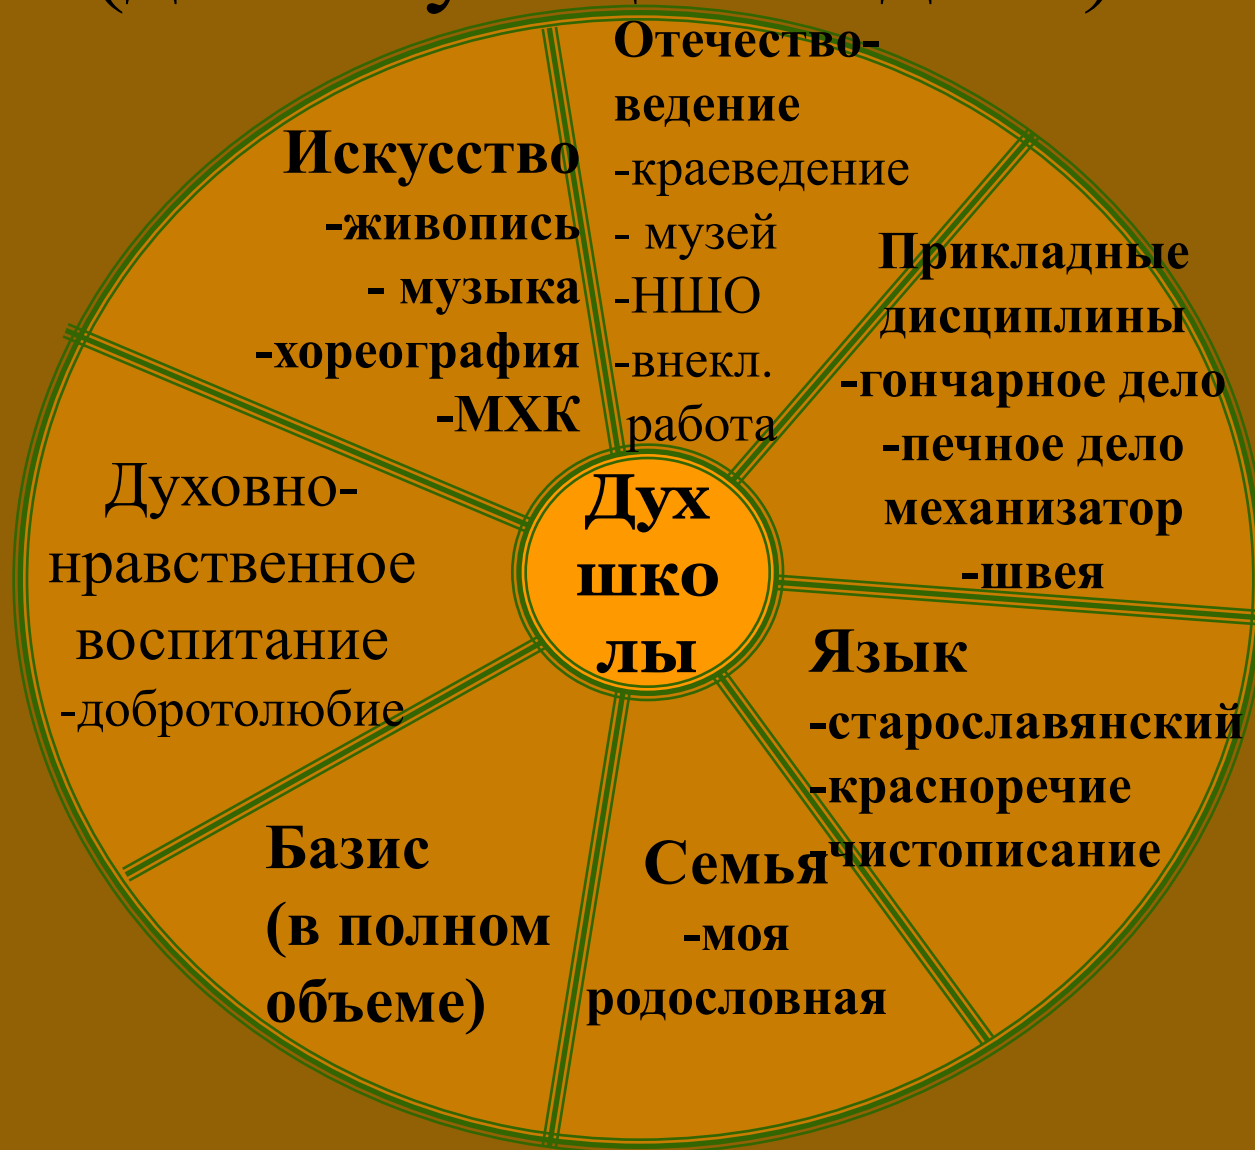 Отечество-
ведение
-краеведение
- музей
-НШО
-внекл.
работа
Прикладные
дисциплины
-гончарное дело
-печное дело
механизатор
-швея
Язык
-старославянский
-красноречие
-чистописание
Семья
-моя
родословная
Базис
(в полном
объеме)
Духовно-
нравственное
воспитание
-добротолюбие
Искусство
-живопись
- музыка
-хореография
-МХК
Дух
шко
лы